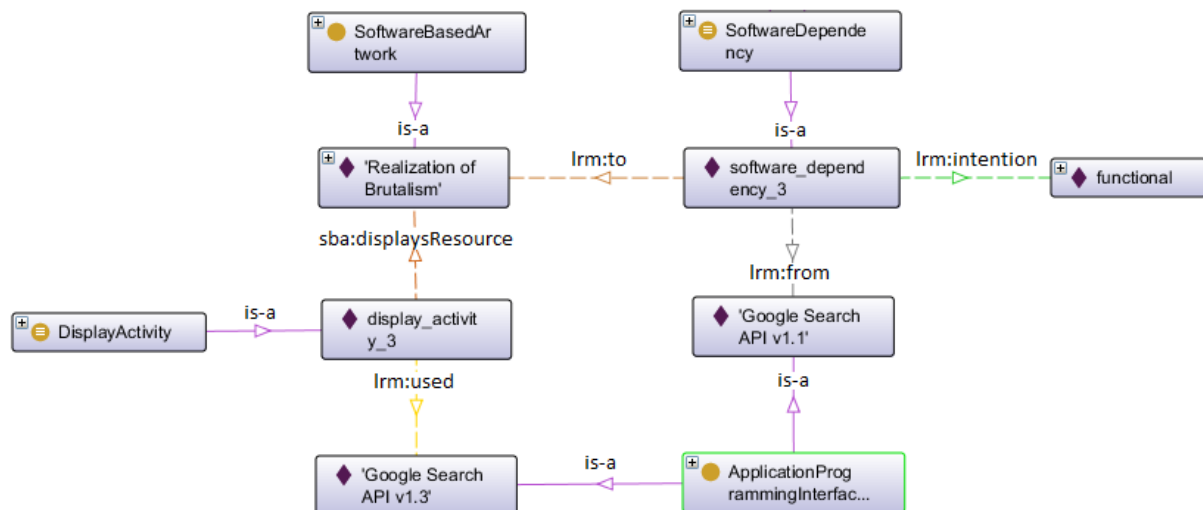 SoftwareBasedAr
twork
SoftwareDepende
ncy
is-a
is-a
'Realization of
Brutalism'
lrm:to
software_depend
ency_3
lrm:intention
functional
sba:displaysResource
lrm:from
DisplayActivity
is-a
display_activit
y_3
'Google Search
API v1.1'
lrm:used
is-a
'Google Search
API v1.3'
is-a
ApplicationProg
rammingInterfac...